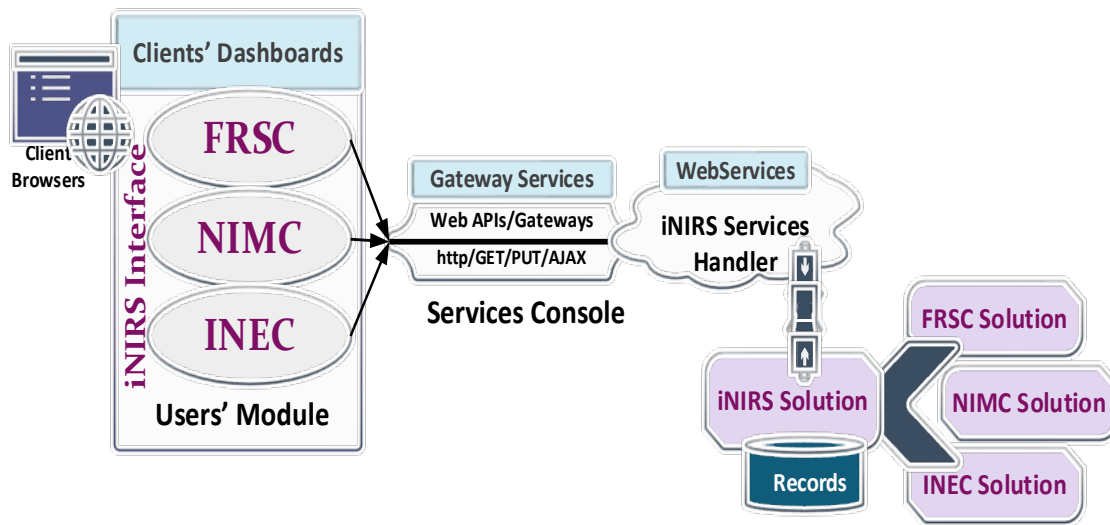 Clients’ Dashboards
Client
Browsers
iNIRS Interface
FRSC
NIMC
INEC
Users’ Module
Gateway Services
Web APIs/Gateways
http/GET/PUT/AJAX
Services Console
WebServices
iNIRS Services
Handler
iNIRS Solution
Records
FRSC Solution
NIMC Solution
INEC Solution